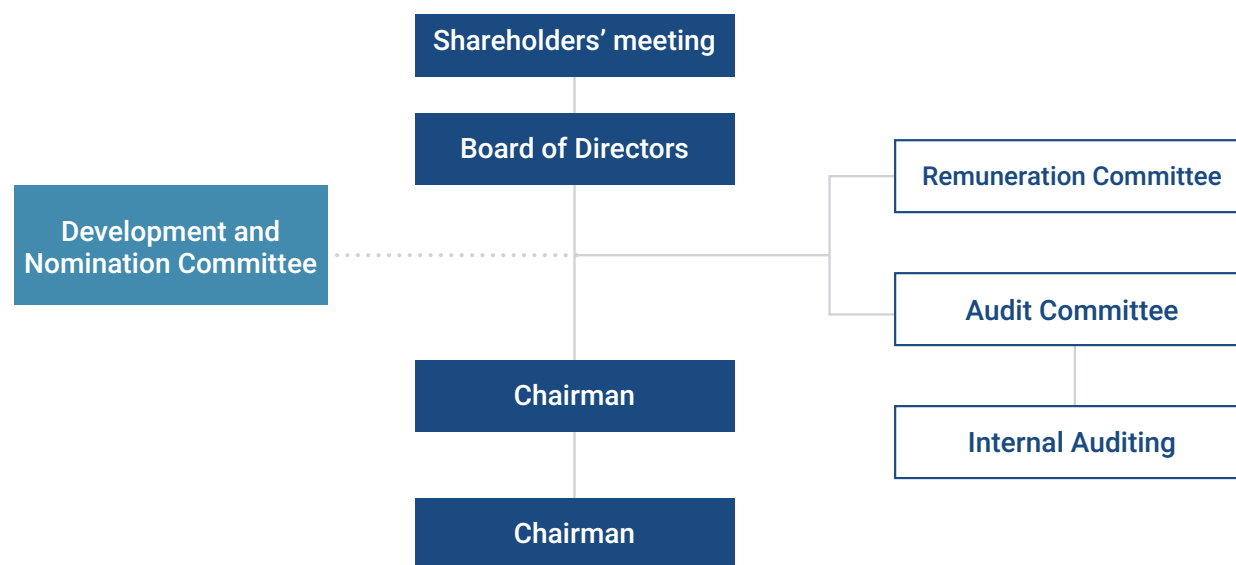 Shareholders’ meeting
Board of Directors
Development and
Nomination Committee
Remuneration Committee
Audit Committee
Chairman
Internal Auditing
Chairman